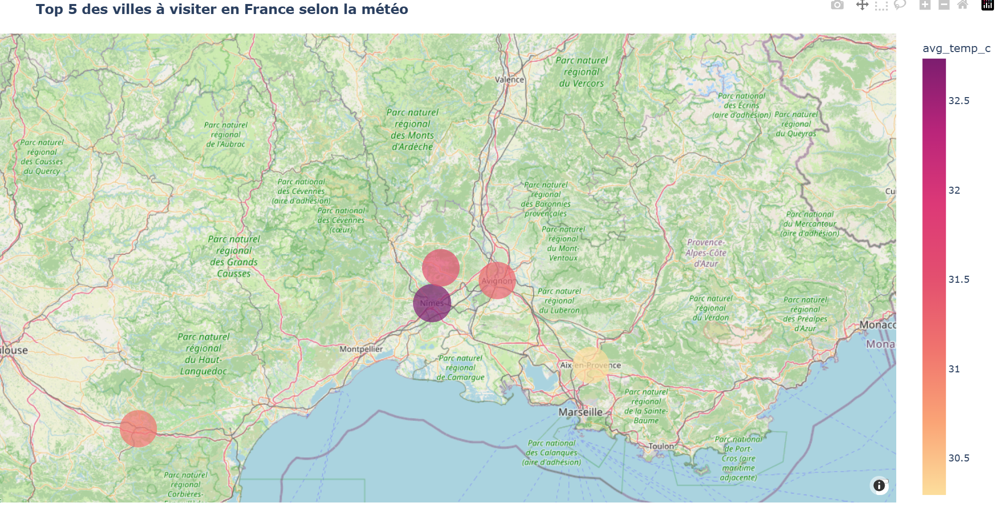 Top 5 des villes à visiter en France selon la météo
avg_temp_c
32.5
32
31.5
31
30.5
Valence
Parc naturel
régional
du Vercors
Parc national
des Écrins
(aire d'adhésion)
Parc naturel
régional
du Queyras
Parc naturel
régional
des Monts
d'Ardèche
Parc naturel
régional
de l'Aubrac
Parc naturel
régional
des Causses
du Quercy
Parc national
des Cévennes
(aire d'adhésion)
Parc national
des Cévennes
(cœur)
Parc naturel
régional
des Baronnies
provençales
Parc national
du Mercantour
(aire d'adhésion)
Parc naturel
régional
du Mont-
Ventoux
Parc naturel
régional
des Grands
Causses
Provence-
Alpes-Côte
d'Azur
Avignon
Nîmes
Parc naturel
régional
du Luberon
Parc naturel
régional
du Verdon
Parc naturel
régional
des Préalpes
d'Azur
Monaco
Mona
ulouse
Parc naturel
régional
du Haut-
Languedoc
Montpellier
Parc naturel
régional
de Camargue
Aix-en-Provence
Marseille
Parc naturel
régional
de la Sainte-
Baume
Toulon
Parc national
des Calanques
(aire d'adhésion)
Parc national
de Port-
Cros (aire
maritime
adjacente)
Parc naturel
régional
Corbières-